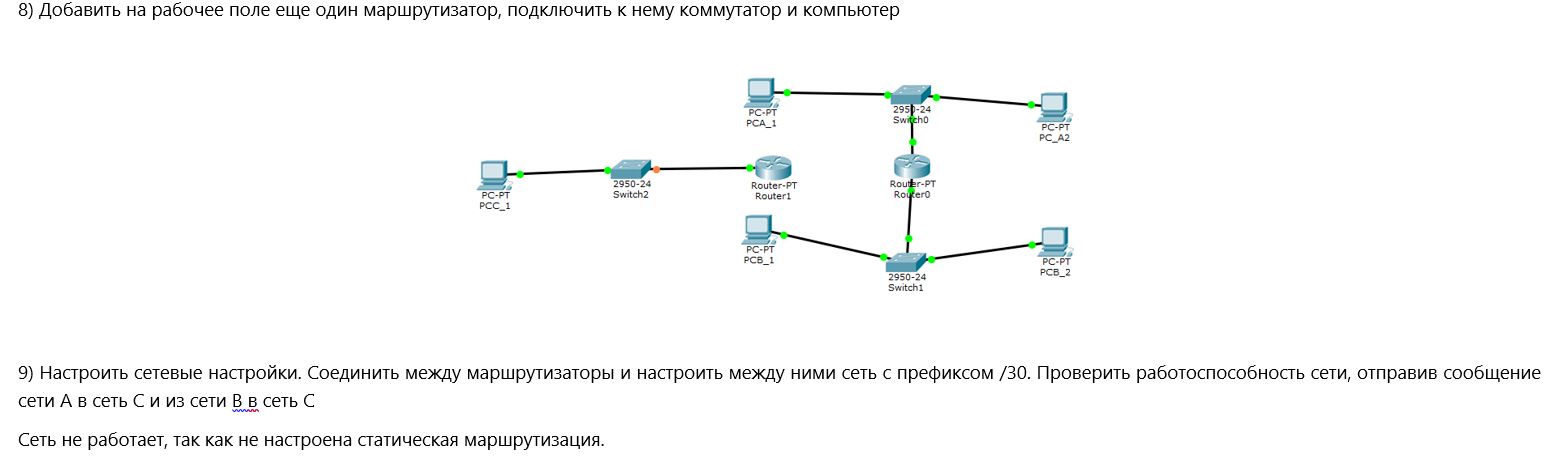 8) Добавить на рабочее поле еще один маршрутизатор, подключить к нему коммутатор и компьютер
PC-PT
PCA_1
2950-24
Switch0
PC-PT
PC_A2
PC-PT
PCC_1
2950-24
Switch2
Router-PT
Router1
Router-PT
Router0
PC-PT
PCB_1
2950-24
Switch1
PC-PT
PCB_2
9) Настроить сетевые настройки. Соединить между маршрутизаторы и настроить между ними сеть с префиксом /30. Проверить работоспособность сети, отправив сообщение
сети А в сеть С и из сети В в сеть С
Сеть не работает, так как не настроена статическая маршрутизация.